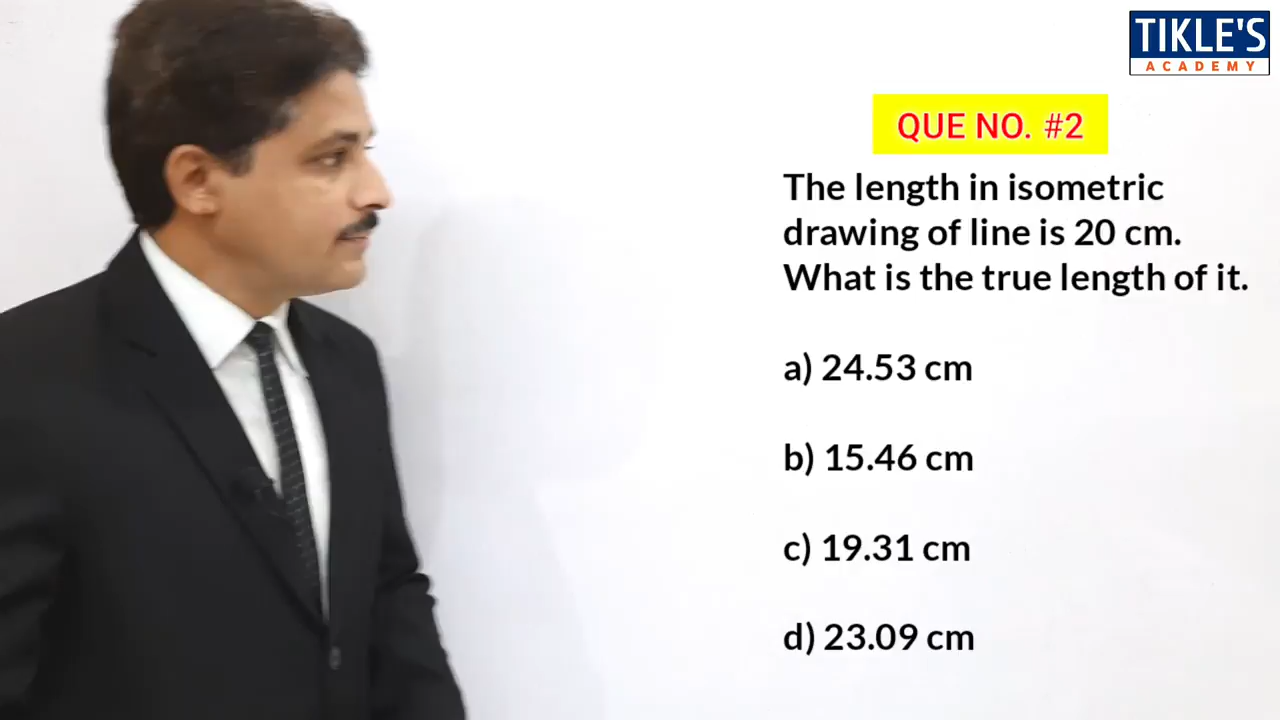 TIKLE'S
ACADEMY
QUE NO. #2
The length in isometric
drawing of line is 20 cm.
What is the true length of it.
a) 24.53 cm
b) 15.46 cm
c) 19.31 cm
d) 23.09 cm